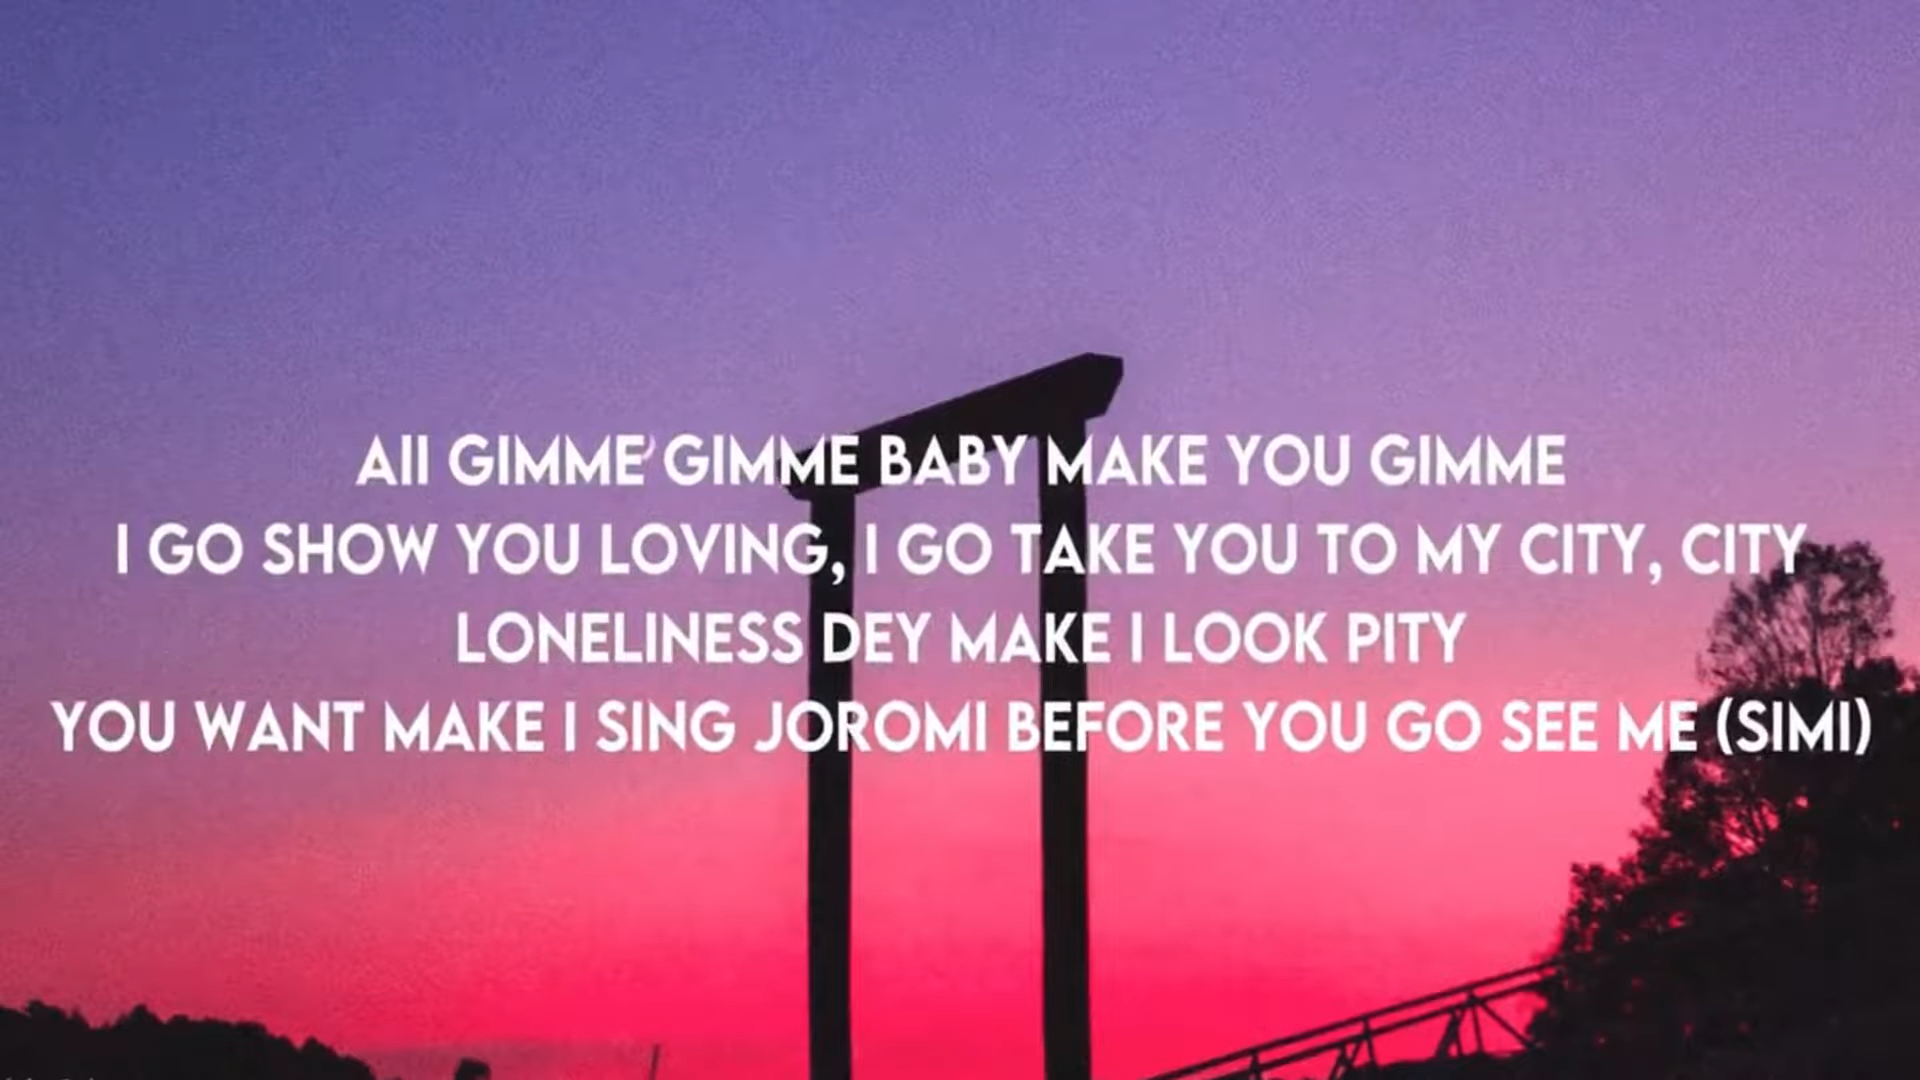 All GIMME' GIMME BABY MAKE YOU GIMME
I GO SHOW YOU LOVING, I GO TAKE YOU TO MY CITY, CITY
LONELINESS DEY MAKE I LOOK PITY
YOU WANT MAKE I SING JOROMI BEFORE YOU GO SEE ME (SIMI)